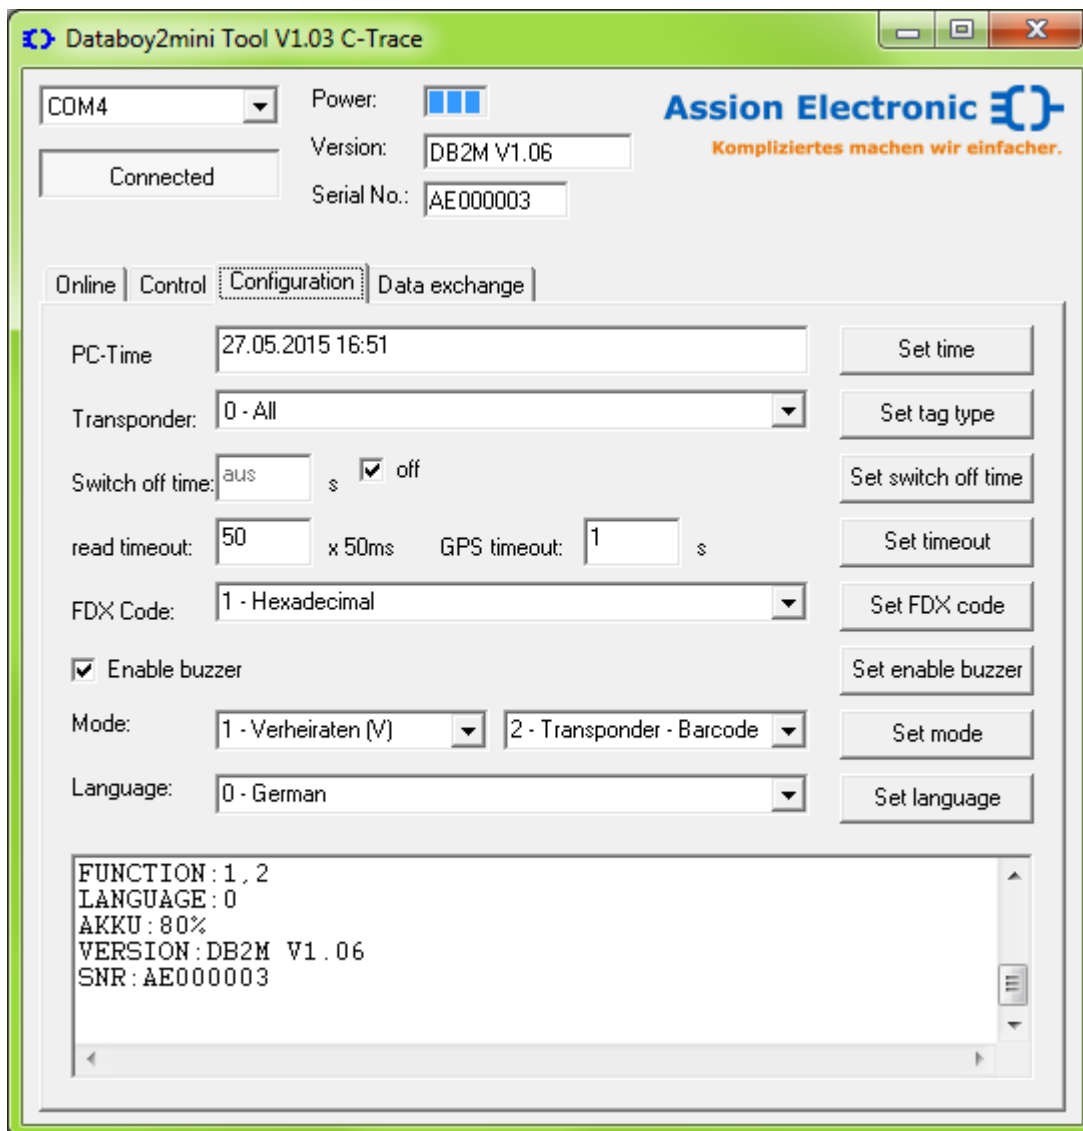 Databoy2mini Tool V1.03 C-Trace
COM4
Power:
Assion Electronic
Kompliziertes machen wir einfacher.
Connected
Version: DB2M V1.06
Serial No.: AE000003
Online Control Configuration Data exchange
PC-Time 27.05.2015 16:51 Set time
Transponder: 0 - All Set tag type
Switch off time: aus s off Set switch off time
read timeout: 50 x 50ms GPS timeout: 1 s Set timeout
FDX Code: 1 - Hexadecimal Set FDX code
Enable buzzer Set enable buzzer
Mode: 1 - Verheiraten (V) 2 - Transponder - Barcode Set mode
Language: 0 - German Set language
FUNCTION:1,2
LANGUAGE:0
AKKU:80%
VERSION:DB2M V1.06
SNR:AE000003